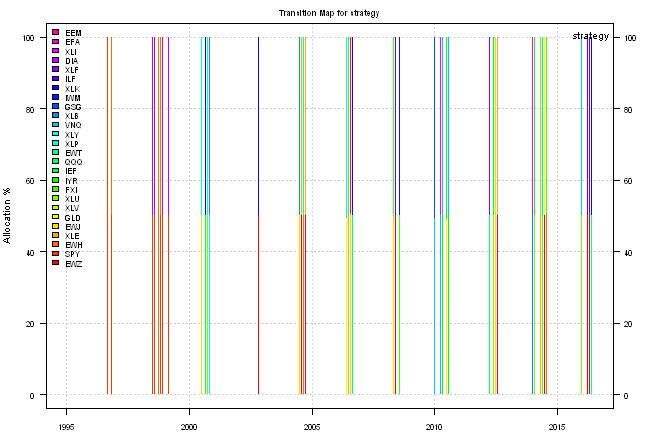 Transition Map for strategy
strategy
Allocation %
100
80
60
40
20
0
100
80
60
40
20
0
EEM
EFA
XLI
DIA
XLF
ILF
XLK
IWM
GSG
XLB
VNQ
XLY
XLP
EWT
QQQ
IEF
IYR
FXI
XLU
XLV
GLD
EWJ
XLE
EWH
SPY
EWZ
1995
2000
2005
2010
2015